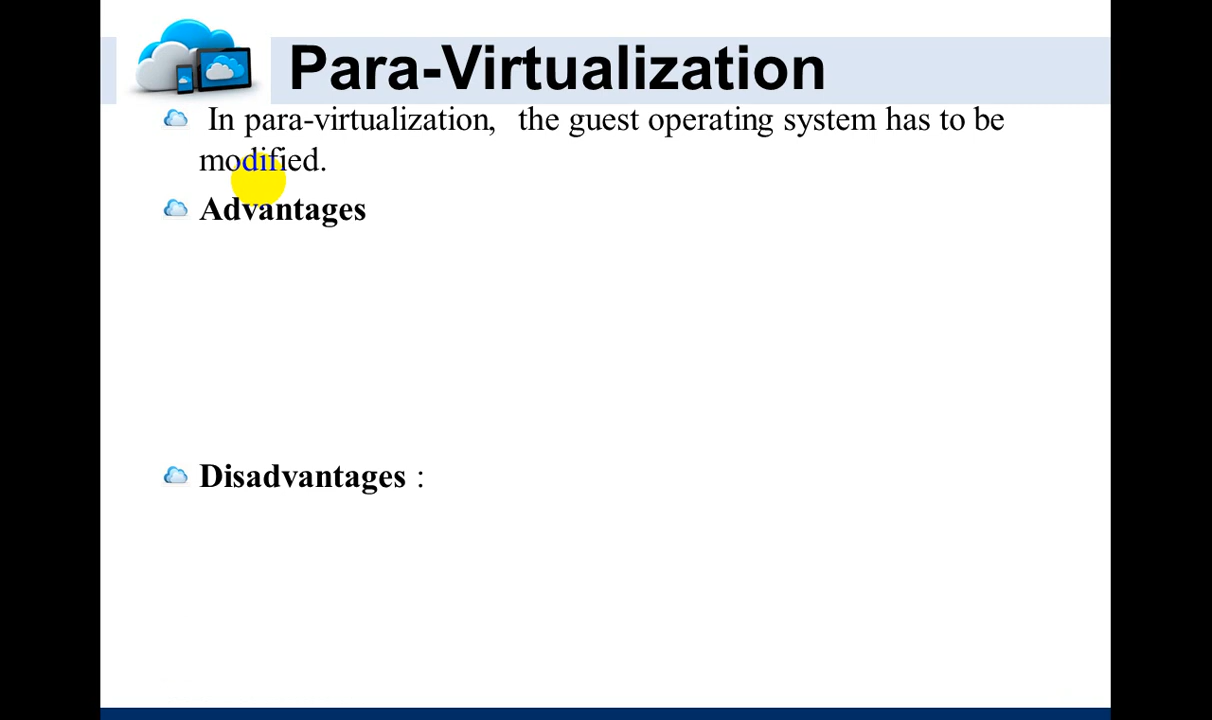 Para-Virtualization
In para-virtualization, the guest operating system has to be
modified.
Advantages
Disadvantages :